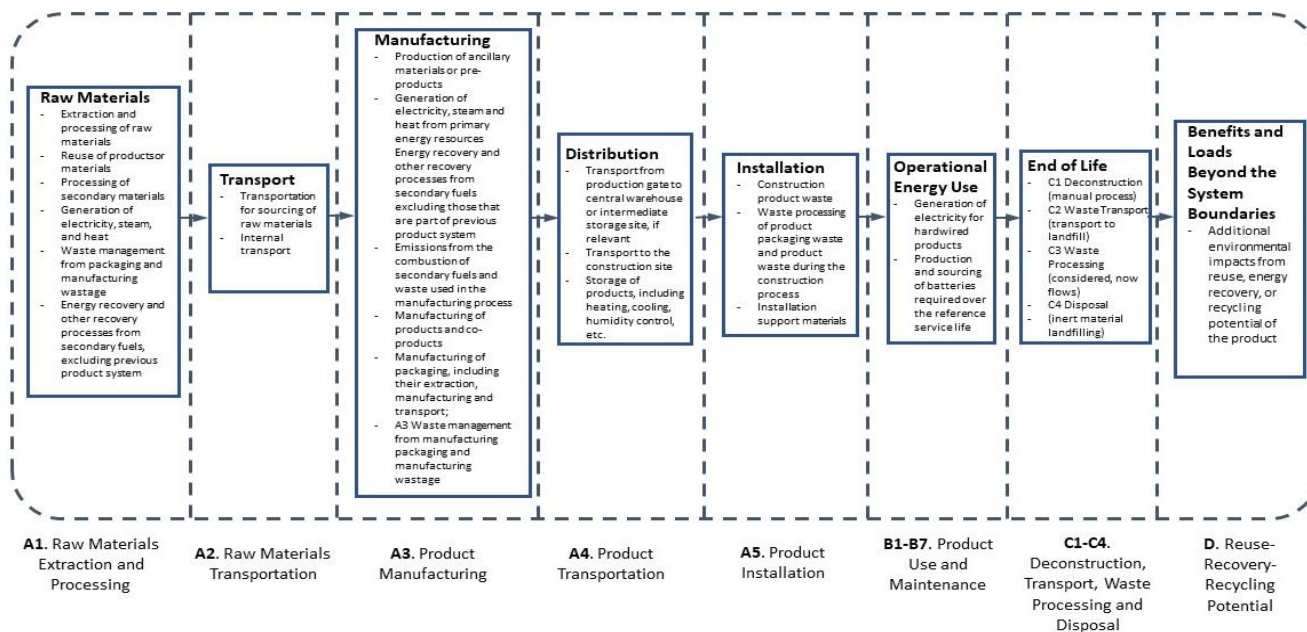 Raw Materials
- Extraction and
processing of raw
materials
- Reuse of productsor
materials
- Processing of
secondary materials
- Generation of
electricity, steam,
and heat
- Waste management
from packaging and
manufacturing
wastage
- Energy recovery and
other recovery
processes from
secondary fuels,
excluding previous
product system
Transport
- Transportation
for sourcing of
raw materials
- Internal
transport
Manufacturing
- Production of ancillary
materials or pre-
products
- Generation of
electricity, steam and
heat from primary
energy resources
Energy recovery and
other recovery
processes from
secondary fuels
excluding those that
are part of previous
product system
- Emissions from the
combustion of
secondary fuels and
waste used in the
manufacturing process
- Manufacturing of
products and co-
products
- Manufacturing of
packaging, including
their extraction,
manufacturing and
transport;
- A3 Waste management
from manufacturing
packaging and
manufacturing
wastage
Distribution
- Transport from
production gate to
central warehouse
or intermediate
storage site, if
relevant
- Transport to the
construction site
- Storage of
products, including
heating, cooling,
humidity control,
etc.
Installation
- Construction
product waste
- Waste processing
of product
packaging waste
and product
waste during the
construction
process
- Installation
support materials
Operational
Energy Use
- Generation of
electricity for
hardwired
products
- Production
and sourcing
of batteries
required over
the reference
service life
End of Life
- C1 Deconstruction
(manual process)
- C2 Waste Transport
(transport to
landfill)
- C3 Waste
Processing
(considered, now
flows)
- C4 Disposal
- (inert material
landfilling)
Benefits and
Loads
Beyond the
System
Boundaries
- Additional
environmental
impacts from
reuse, energy
recovery, or
recycling
potential of
the product
A1. Raw Materials
Extraction and
Processing
A2. Raw Materials
Transportation
A3. Product
Manufacturing
A4. Product
Transportation
A5. Product
Installation
B1-B7. Product
Use and
Maintenance
C1-C4.
Deconstruction,
Transport, Waste
Processing and
Disposal
D. Reuse-
Recovery-
Recycling
Potential